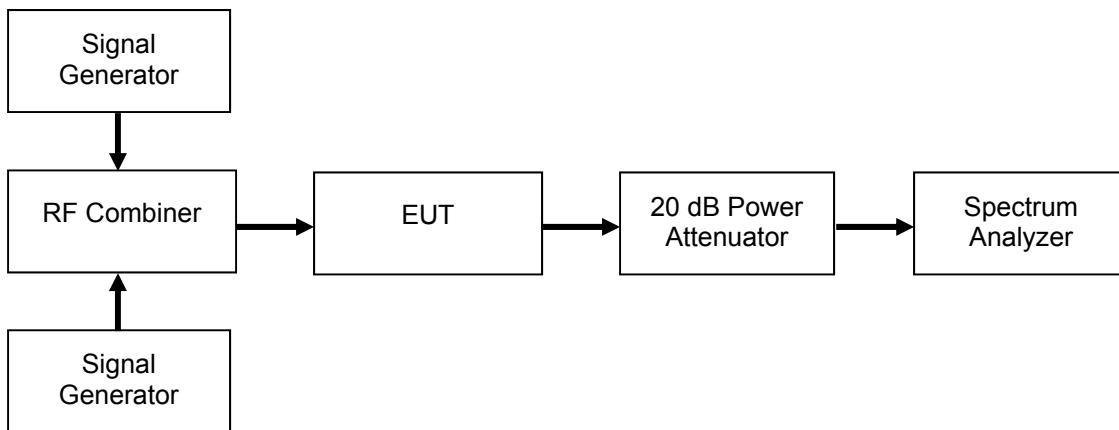 Signal
Generator
RF Combiner
EUT
20 dB Power
Attenuator
Spectrum
Analyzer
Signal
Generator